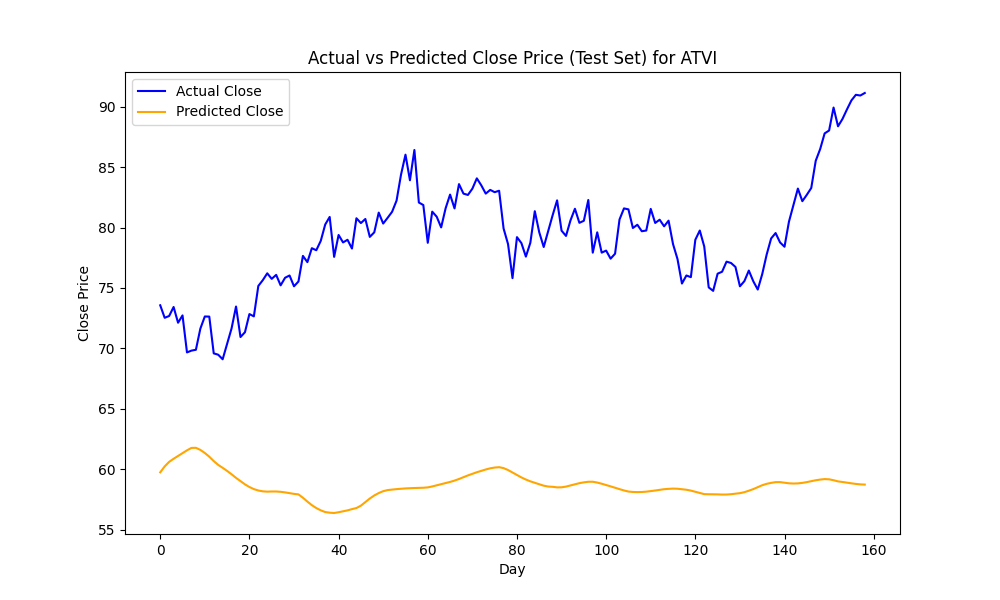 Actual vs Predicted Close Price (Test Set) for ATVI
Actual Close
Predicted Close
Close Price
90
85
80
75
70
65
60
55
0 20 40 60 80 100 120 140 160
Day